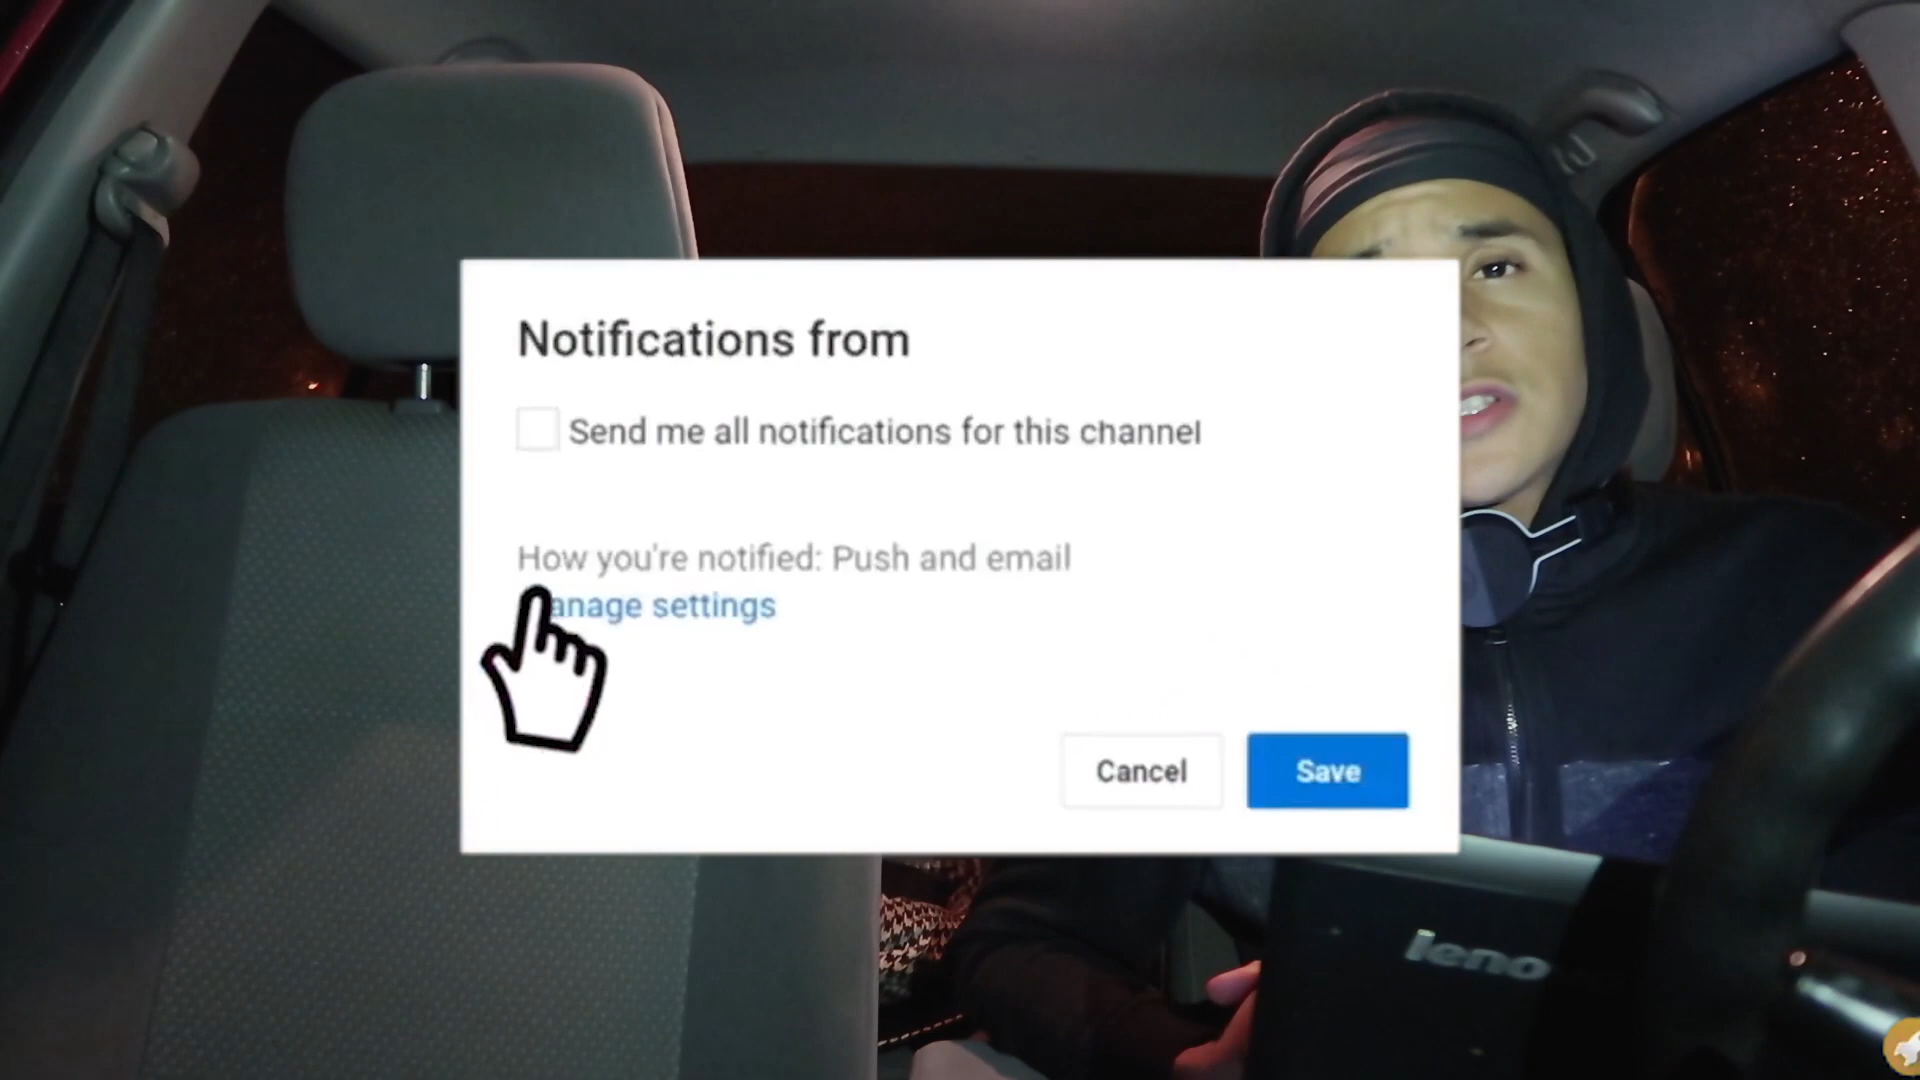 Notifications from
Send me all notifications for this channel
How you're notified: Push and email
anage settings
Cancel
Save
leno